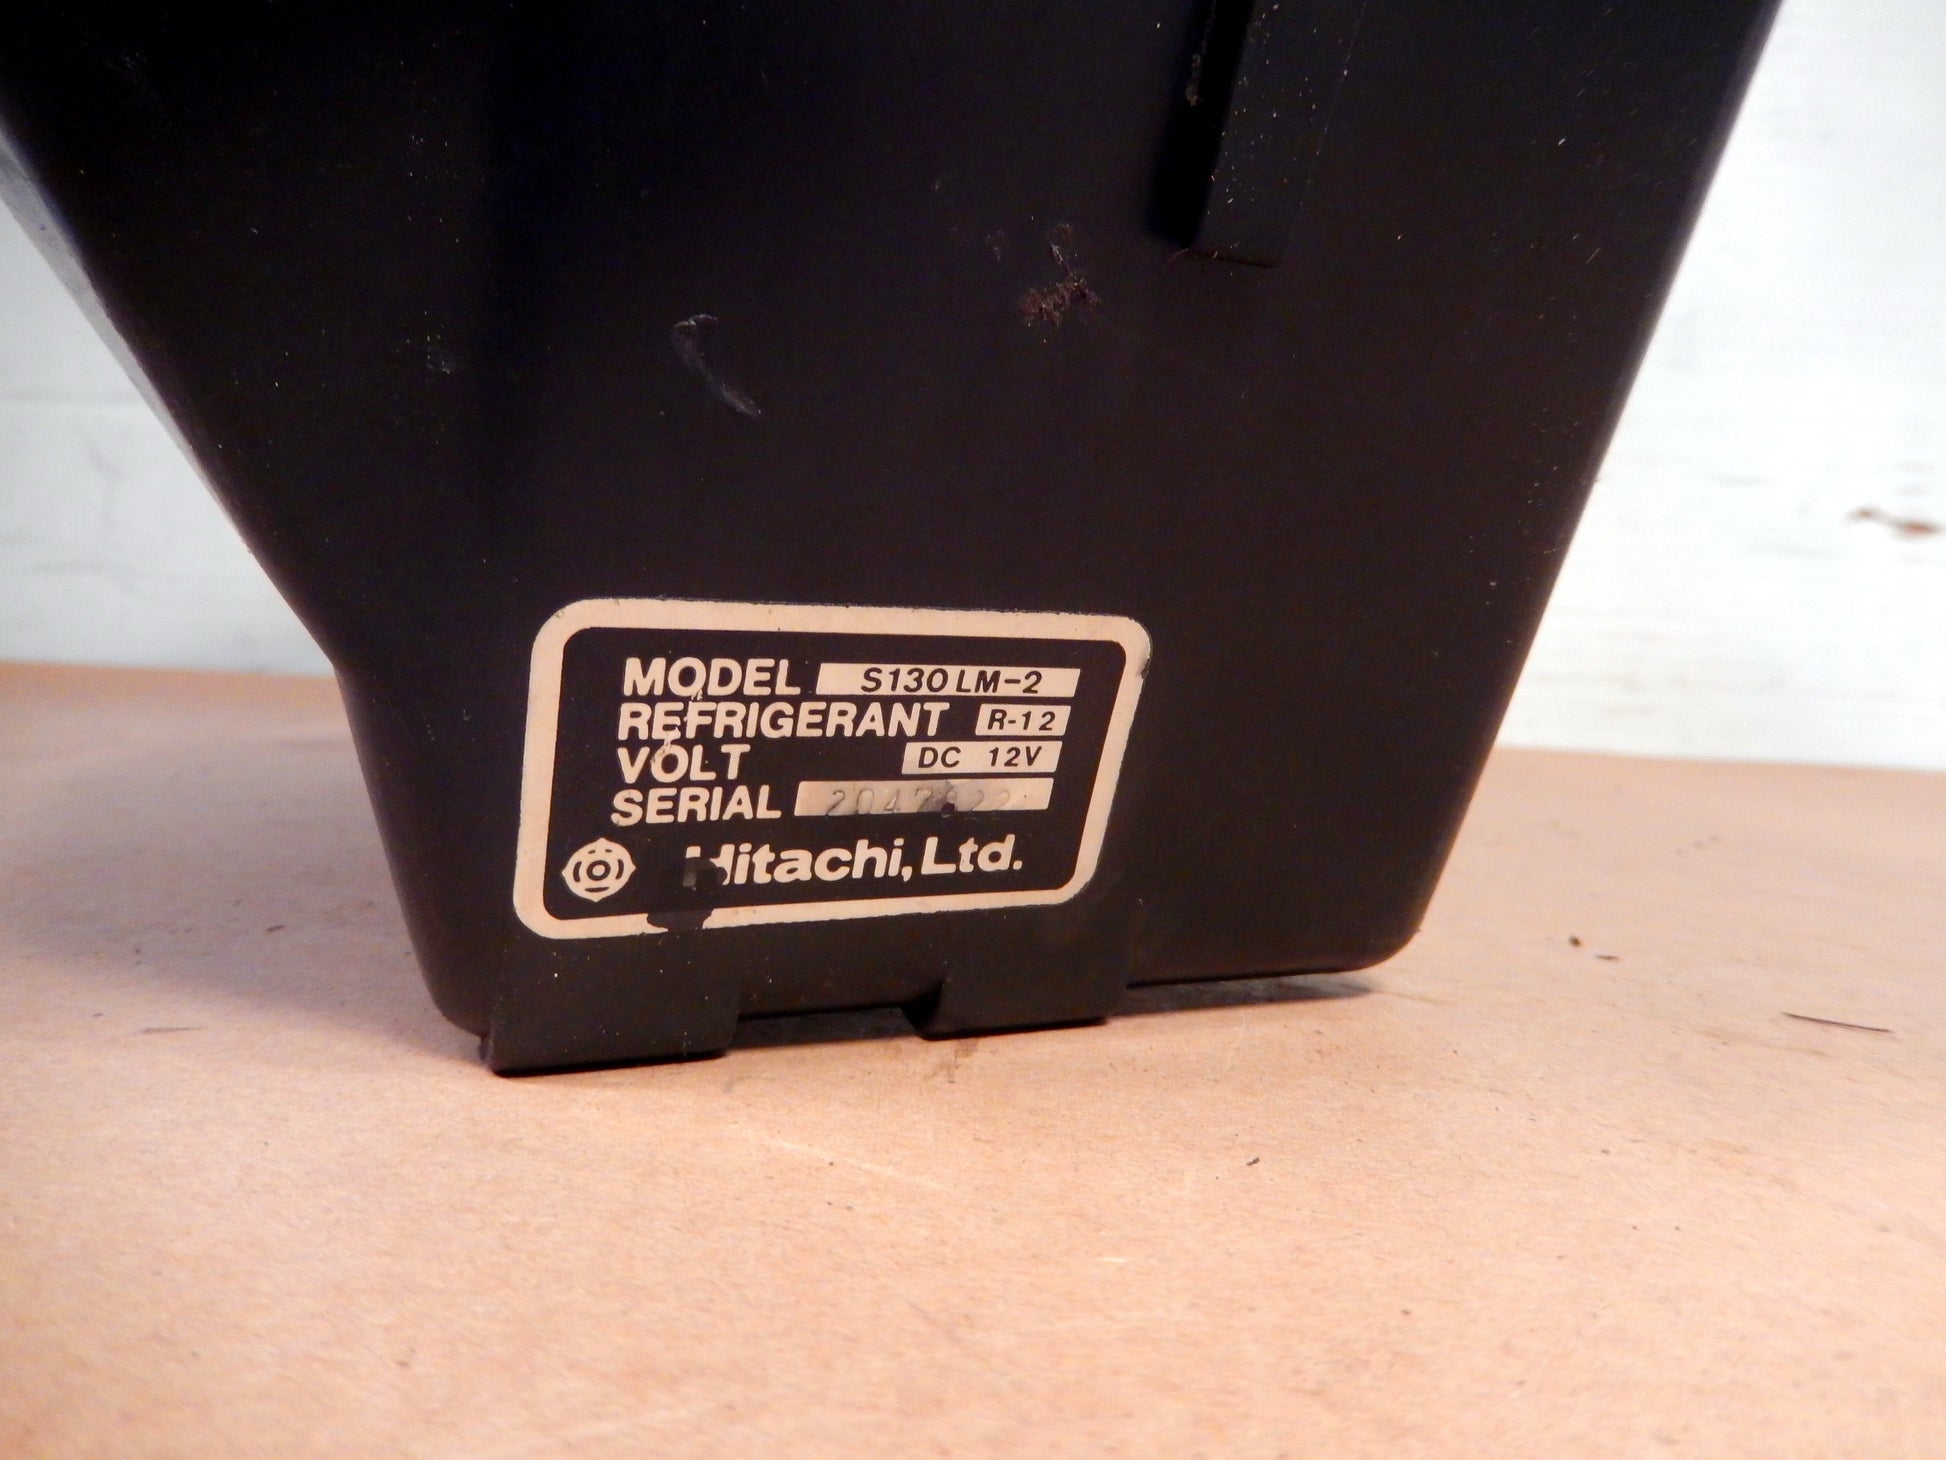 MODEL S130LM-2
REFRIGERANT R-12
VOLT DC 12V
SERIAL
Hitachi, Ltd.